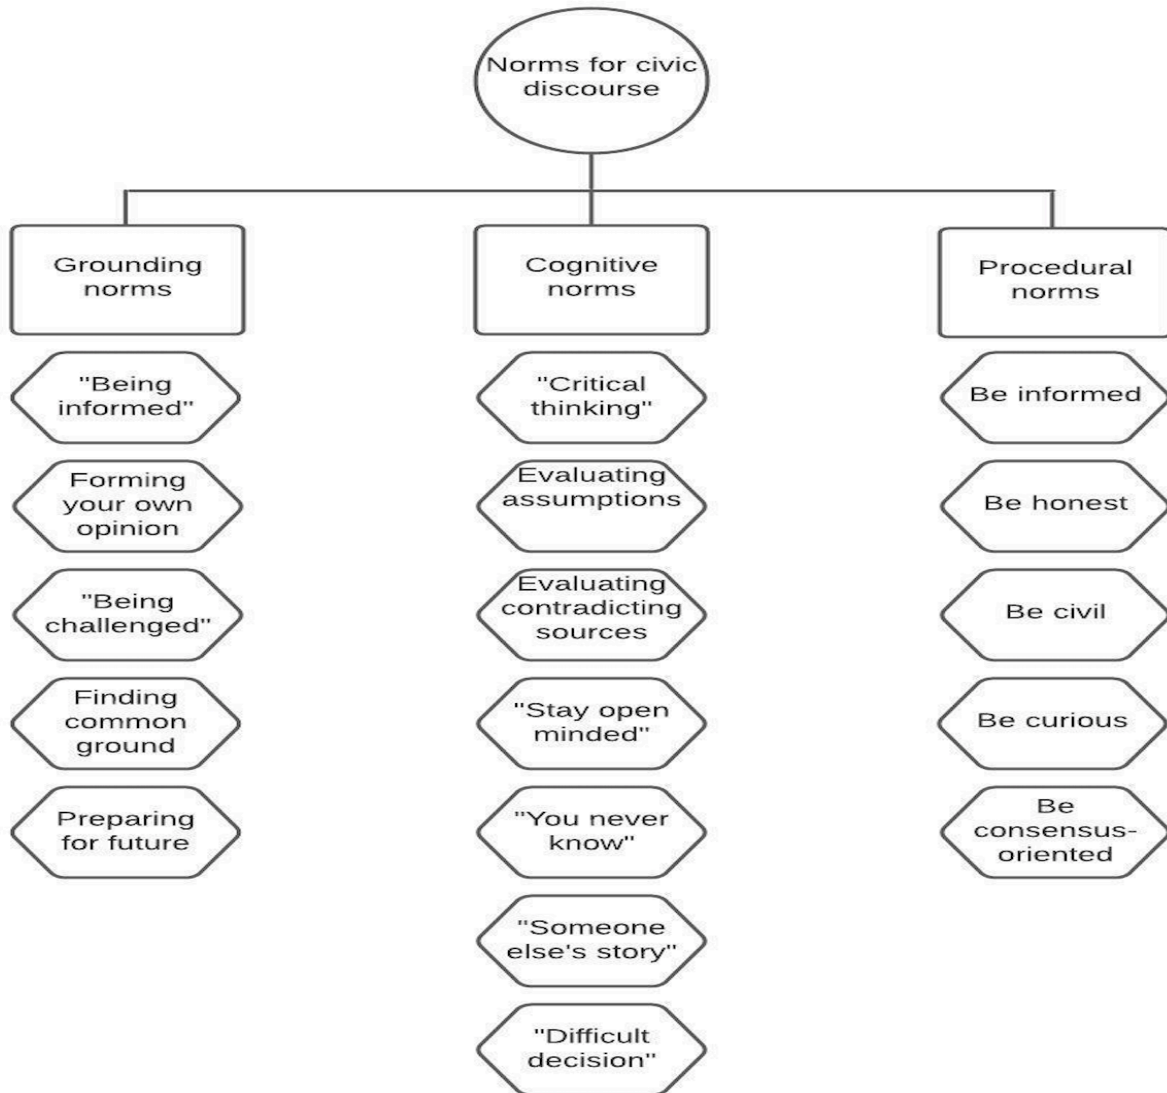 Norms for civic
discourse
Grounding
norms
"Being
informed"
Forming
your own
opinion
"Being
challenged"
Finding
common
ground
Preparing
for future
Cognitive
norms
"Critical
thinking"
Evaluating
assumptions
Evaluating
contradicting
sources
"Stay open
minded"
"You never
know"
"Someone
else's story"
"Difficult
decision"
Procedural
norms
Be informed
Be honest
Be civil
Be curious
Be
consensus-
oriented